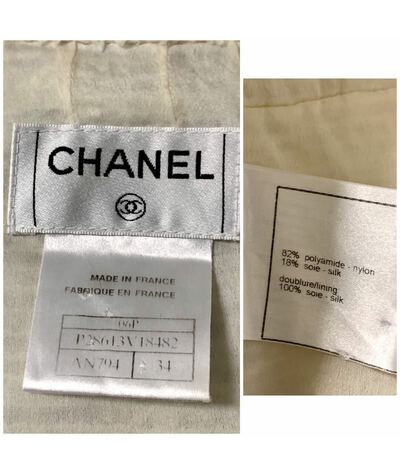 CHANEL
MADE IN FRANCE
FABRIQUE EN FRANCE
06P
P28613V18482
AN794 34
82% polyamide - nylon
18% soie - silk
doublure/lining
100% soie - silk